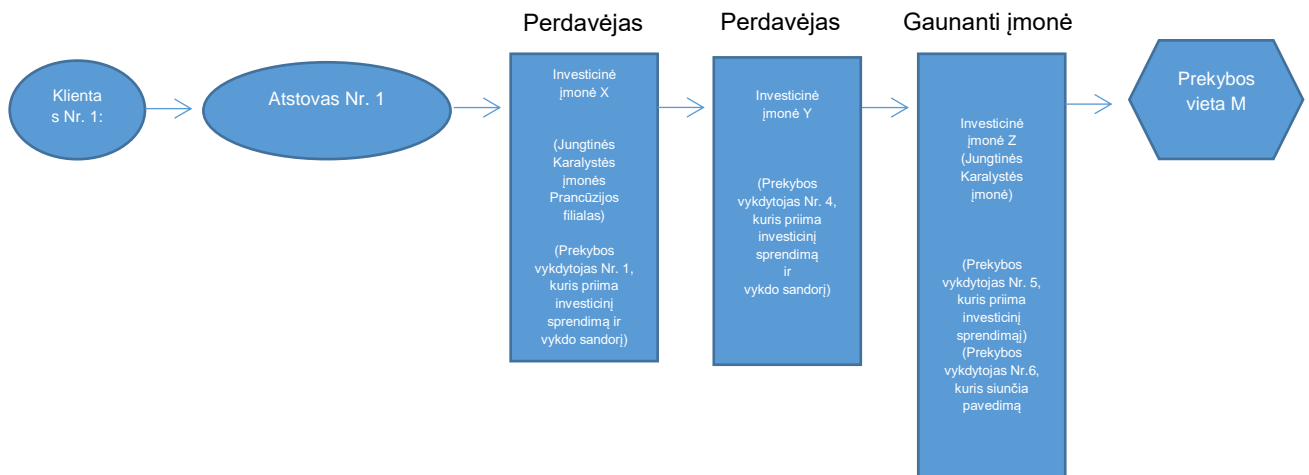 Perdavėjas
Perdavėjas
Gaunanti įmonė
Klienta
s Nr. 1:
Atstovas Nr. 1
Investicinė
įmonė X
(Jungtinės
Karalystės
įmonės
Prancūzijos
filialas)
(Prekybos
vykdytojas Nr. 1,
kuris priima
investicinį
sprendimą ir
vykdo sandorį)
Investicinė
įmonė Y
(Prekybos
vykdytojas Nr. 4,
kuris priima
investicinį
sprendimą
ir
vykdo sandorį)
Investicinė
įmonė Z
(Jungtinės
Karalystės
įmonė)
(Prekybos
vykdytojas Nr. 5,
kuris priima
investicinį
sprendimąį)
(Prekybos
vykdytojas Nr.6,
kuris siunčia
pavedimą
Prekybos
vieta M